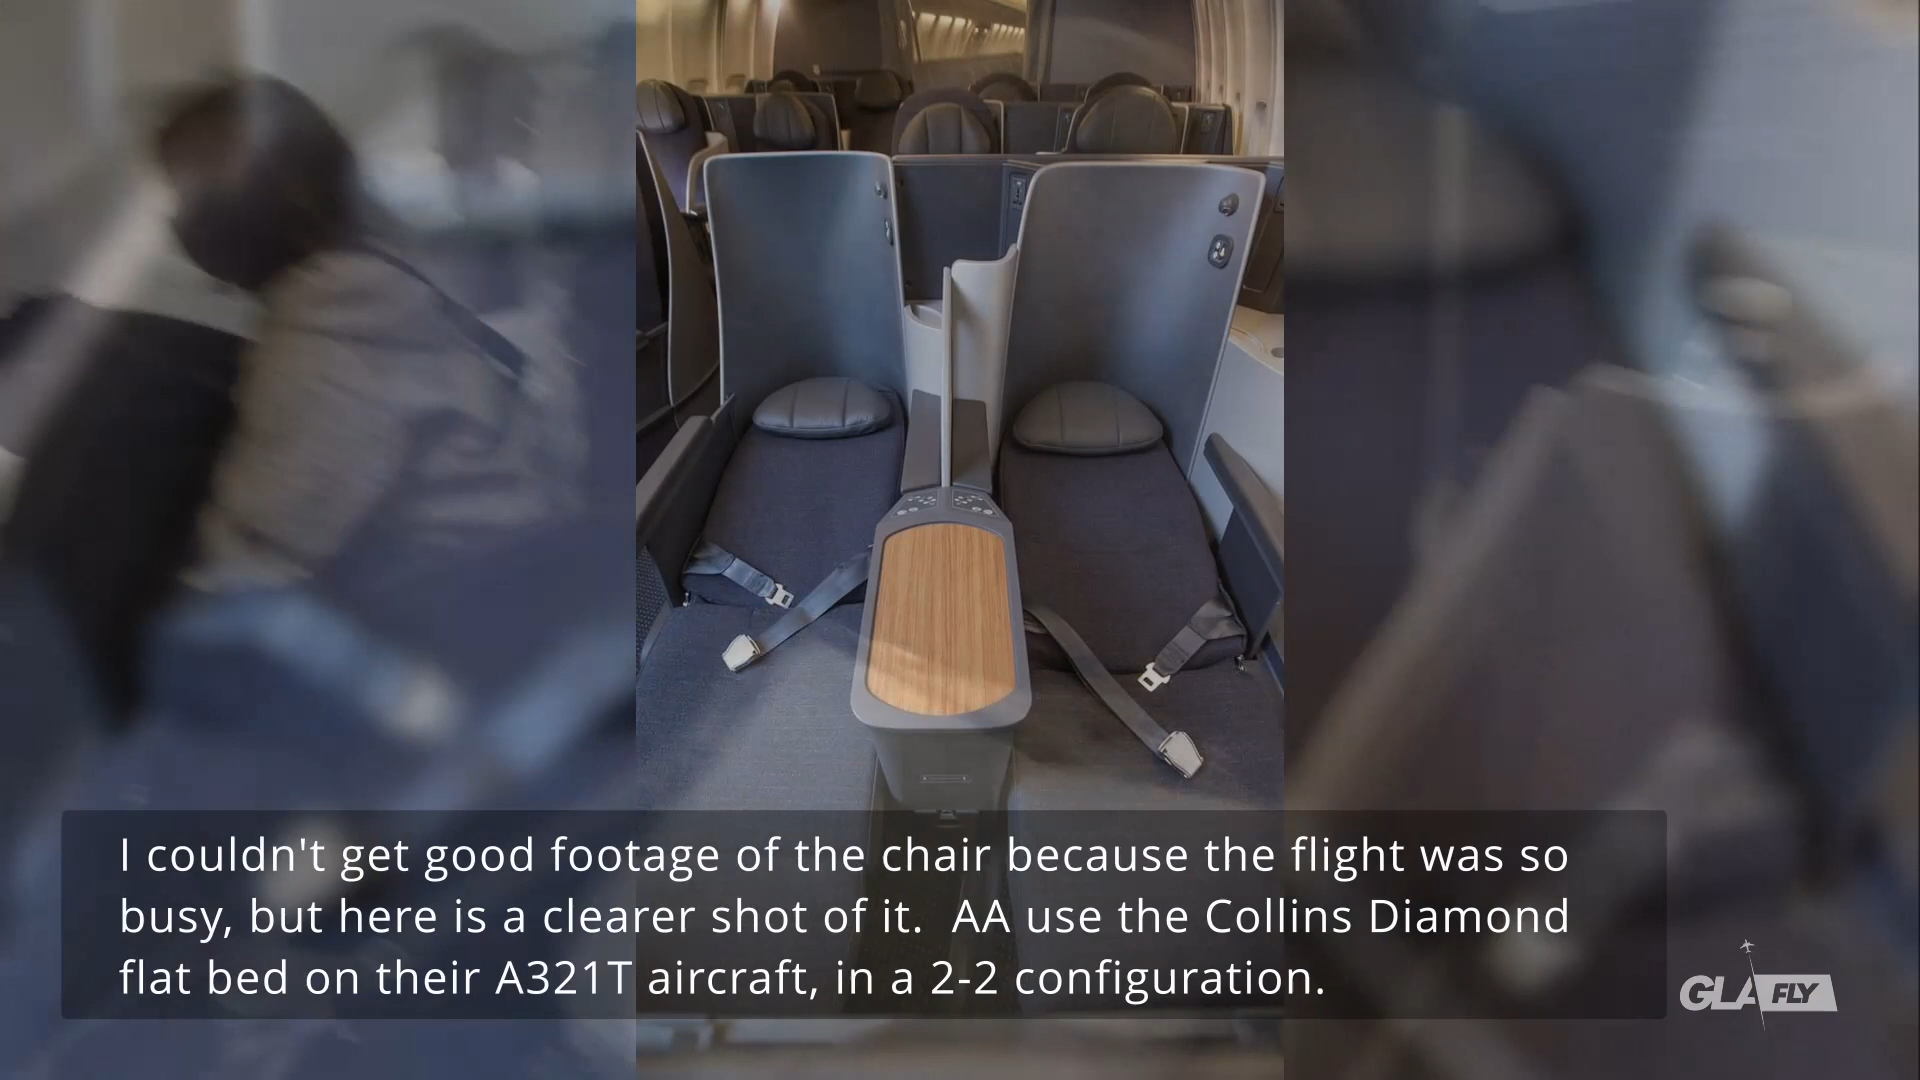 I couldn't get good footage of the chair because the flight was so
busy, but here is a clearer shot of it.  AA use the Collins Diamond
flat bed on their A321T aircraft, in a 2-2 configuration.
GLA FLY